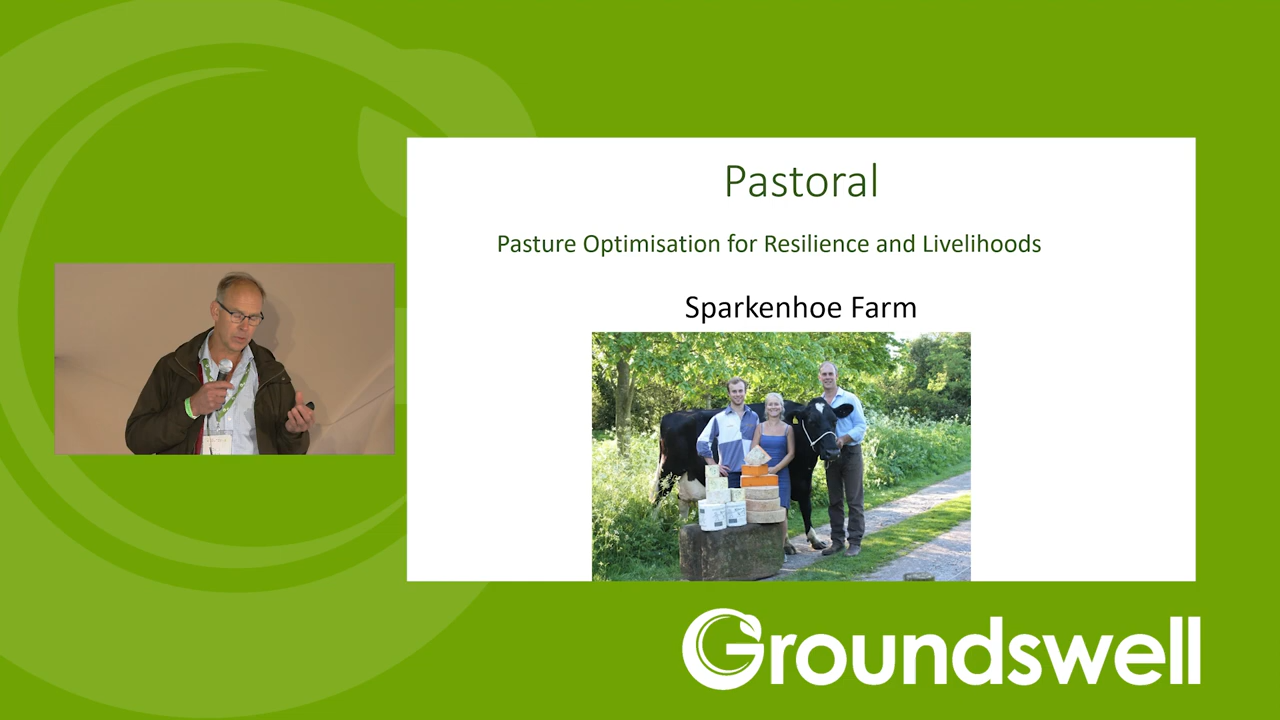 Pastoral
Pasture Optimisation for Resilience and Livelihoods
Sparkenhoe Farm
Groundswell